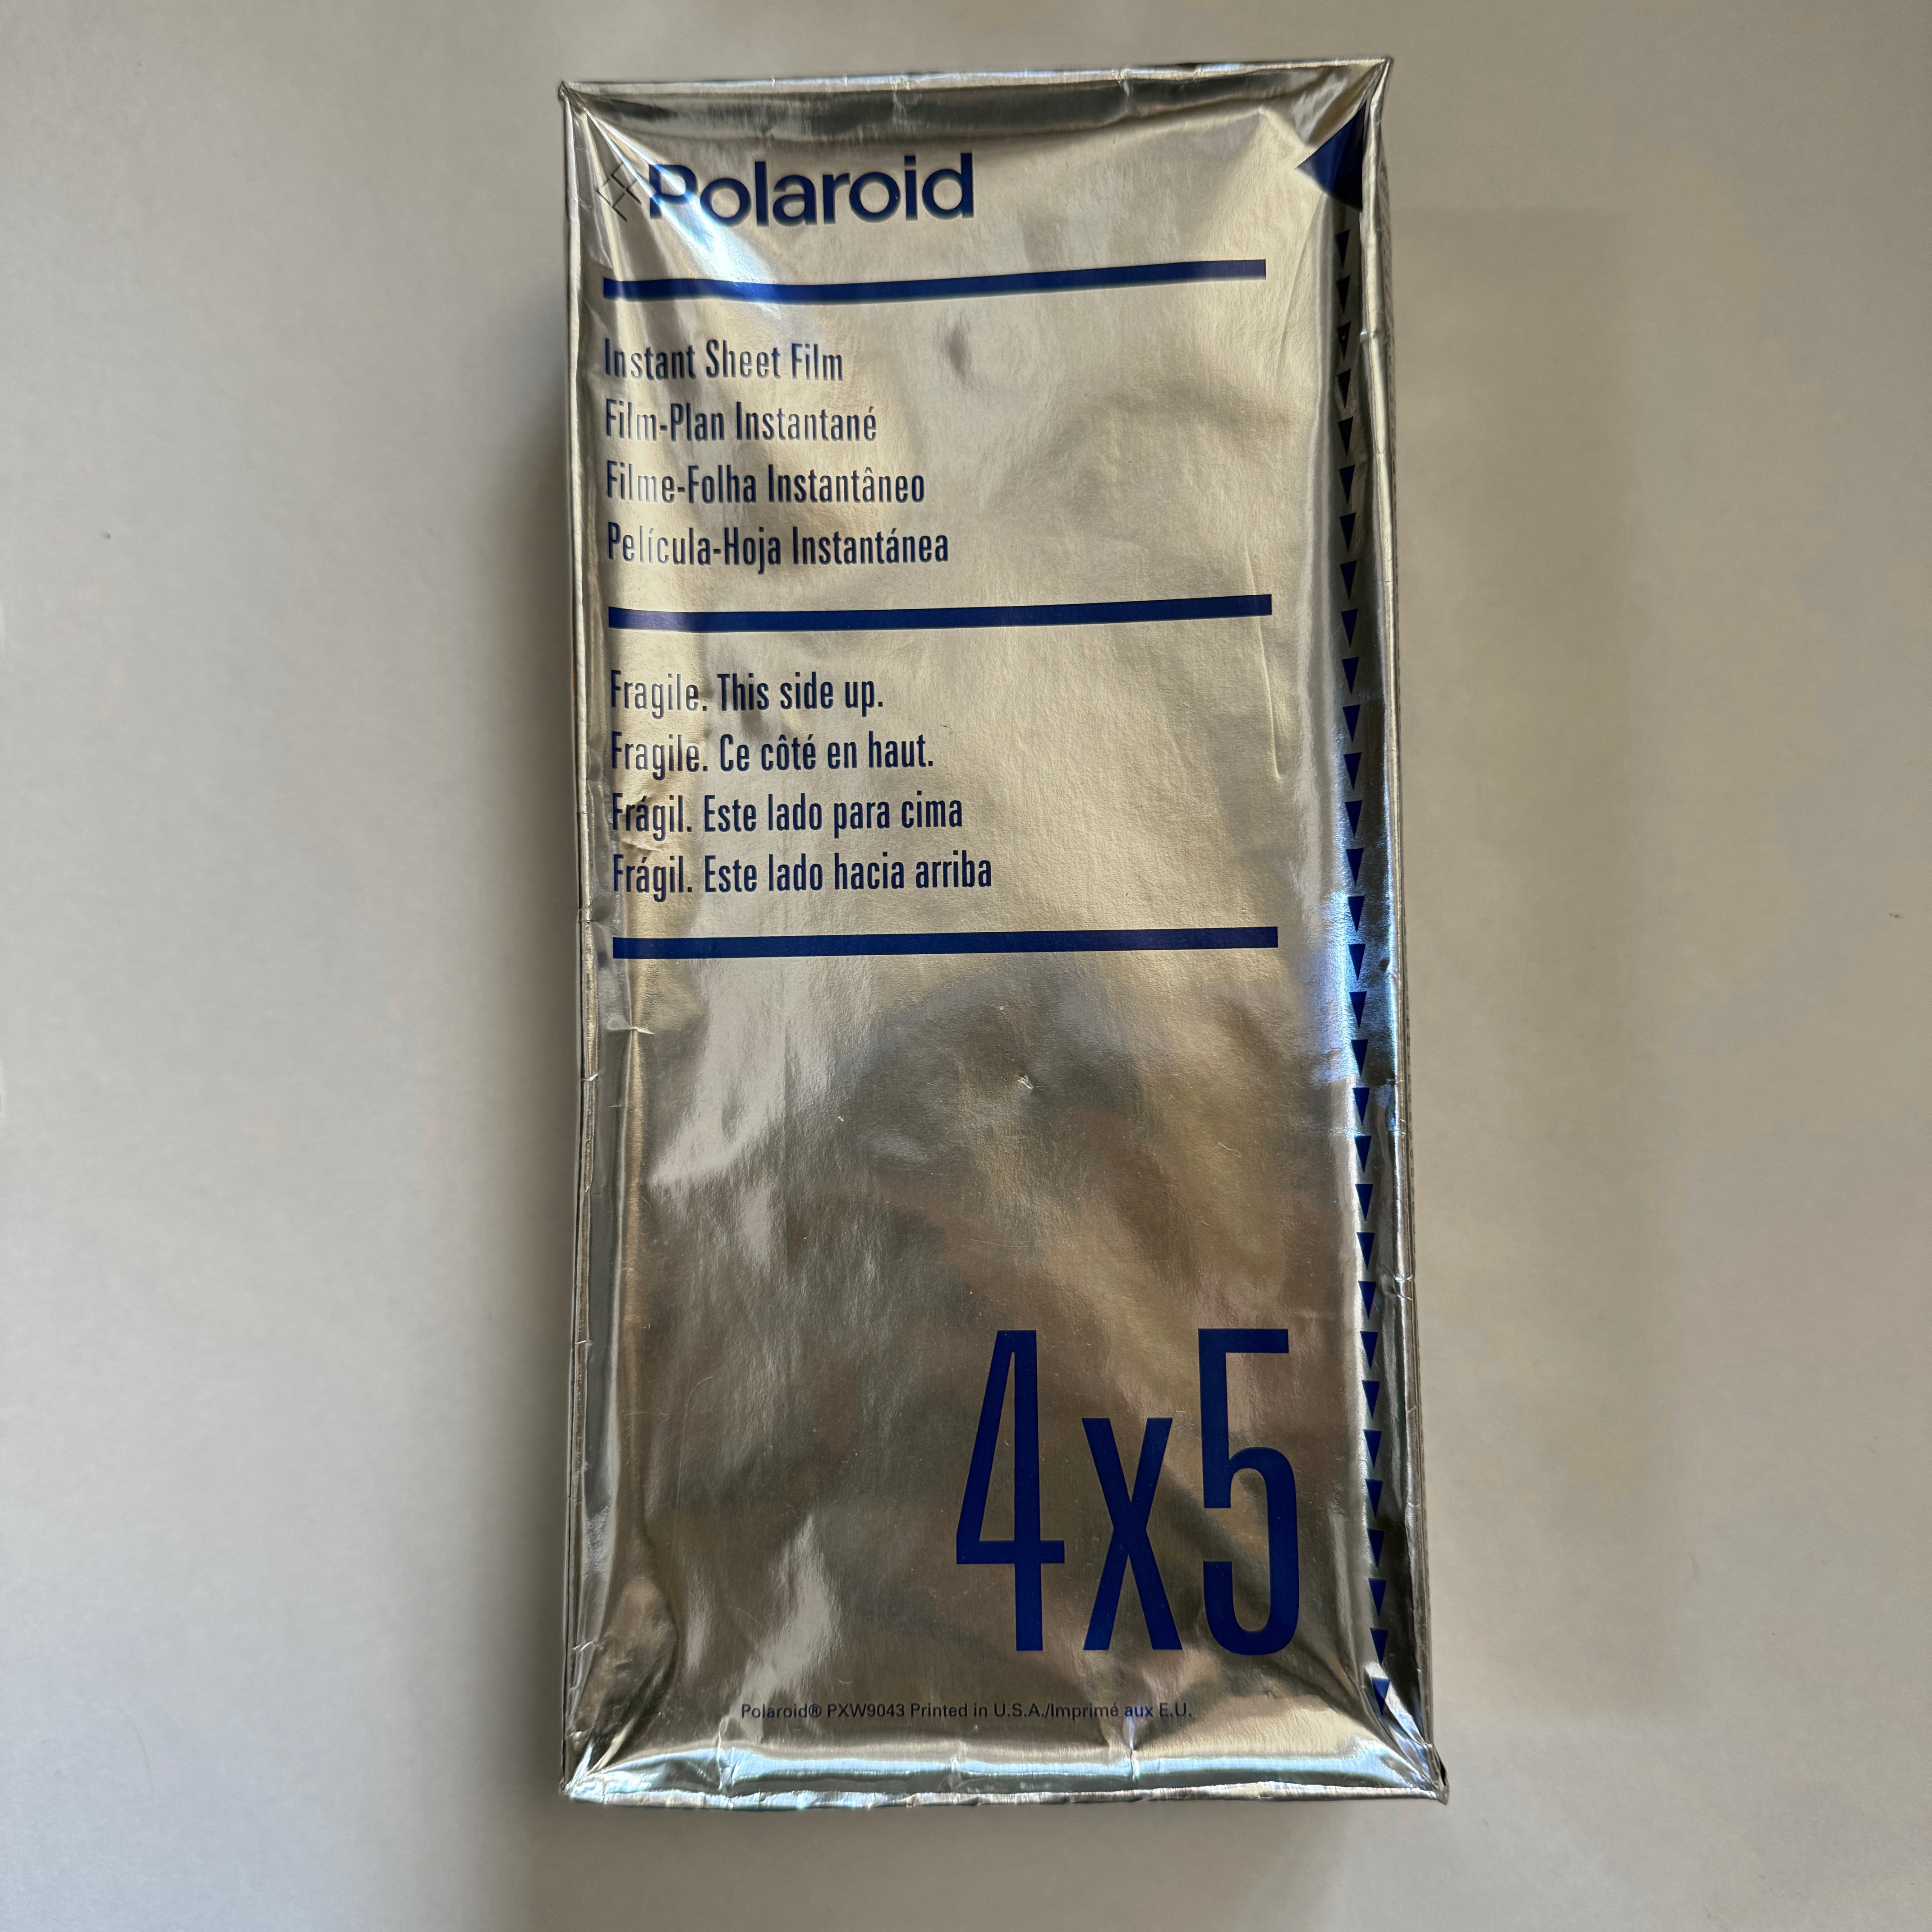 Polaroid
Instant Sheet Film
Film-Plan Instantané
Filme-Folha Instantâneo
Película-Hoja Instantánea
Fragile. This side up.
Fragile. Ce côté en haut.
Frágil. Este lado para cima
Frágil. Este lado hacia arriba
4x5
Polaroid® PXW9043 Printed in U.S.A./Imprimé aux E.U.